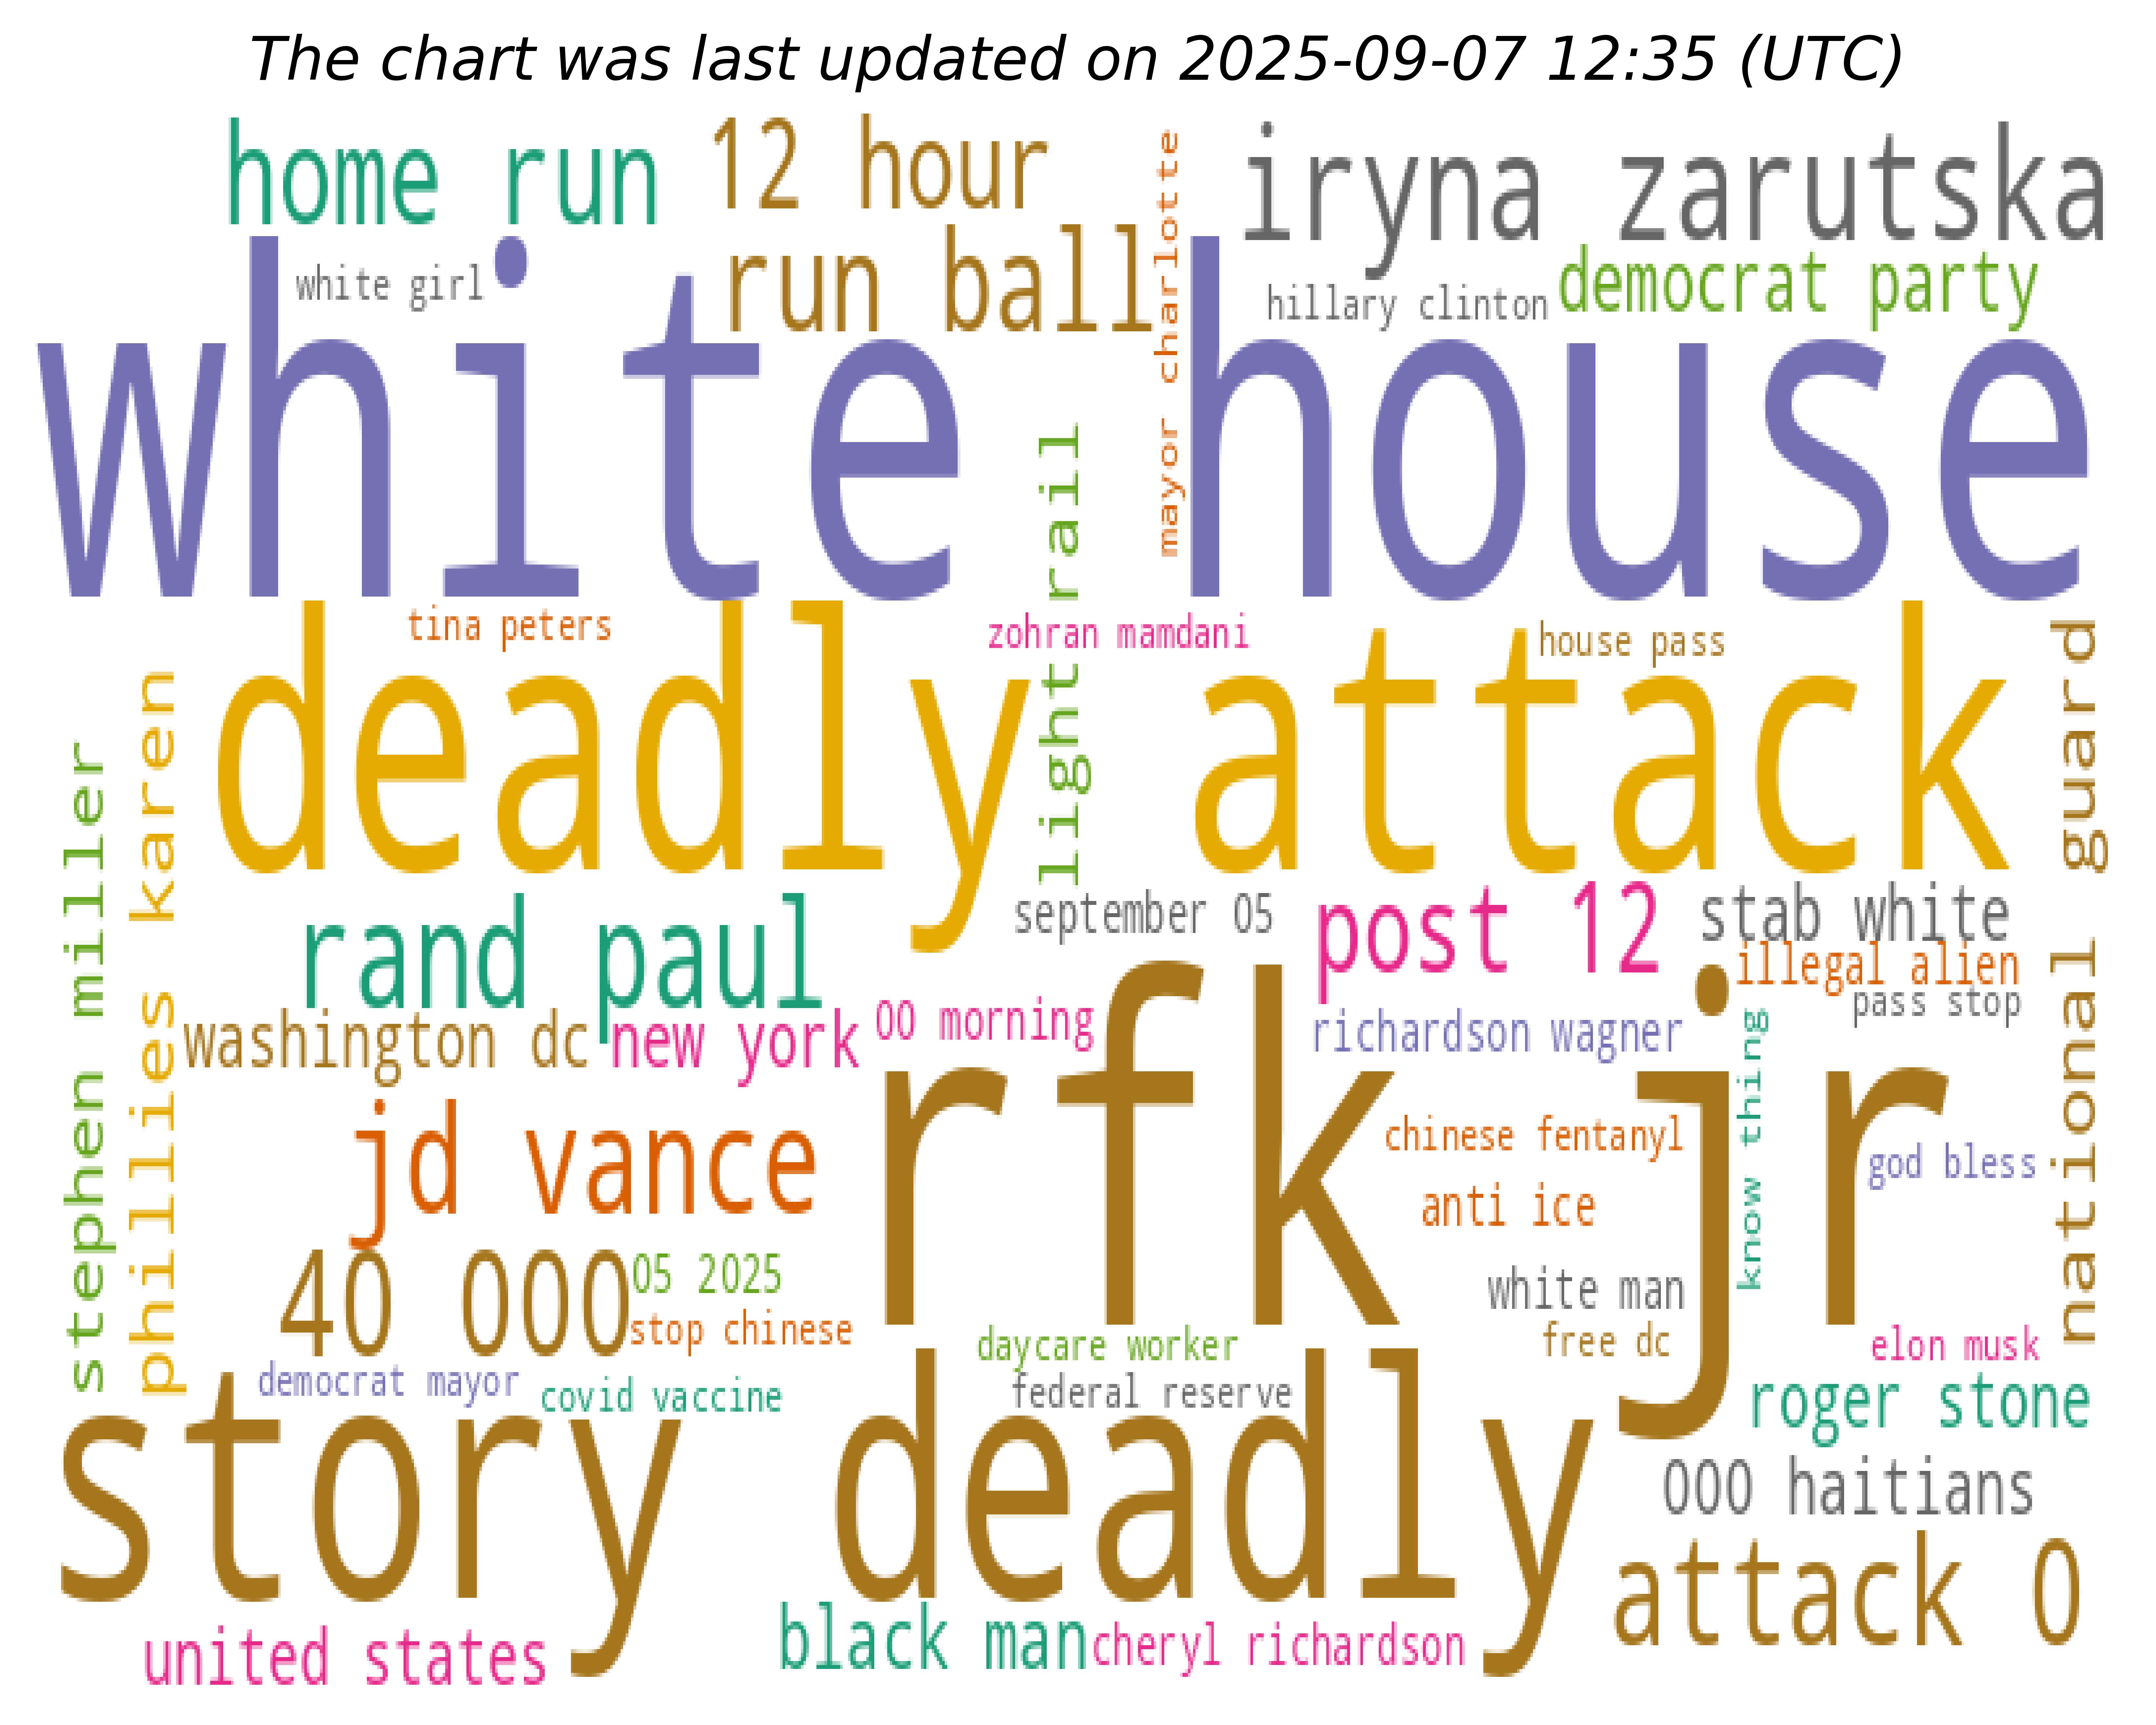 The chart was last updated on 2025-09-07 12:35 (UTC)
home run
12 hour
mayor charlotte
iryna zarutska
white girl
run ball
hillary clinton
democrat party
white house
light rail
tina peters
zohran mamdani
house pass
deadly attack
national guard
stephen miller
phillies karen
rand paul
september 05
post 12
stab white
illegal alien
pass stop
washington dc
new york
00 morning
richardson wagner
know thing
rfk jr
jd vance
chinese fentanyl
god bless
anti ice
40 000
05 2025
white man
stop chinese
daycare worker
free dc
elon musk
democrat mayor
covid vaccine
federal reserve
roger stone
story deadly
000 haitians
attack 0
united states
black man
cheryl richardson